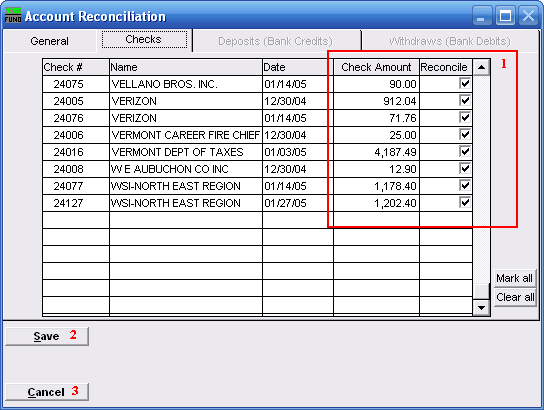 FUND Account Reconciliation
General Checks Deposits (Bank Credits) Withdraws (Bank Debits)
Check # Name Date Check Amount Reconcile 1
24075 VELLANO BROS. INC. 01/14/05 90.00
24005 VERIZON 12/30/04 912.04
24076 VERIZON 01/14/05 71.76
24006 VERMONT CAREER FIRE CHIEF 12/30/04 25.00
24016 VERMONT DEPT OF TAXES 01/03/05 4,187.49
24008 W E AUBUCHON CO INC 12/30/04 12.90
24077 WSI-NORTH EAST REGION 01/14/05 1,178.40
24127 WSI-NORTH EAST REGION 01/27/05 1,202.40
Mark all
Clear all
Save 2
Cancel 3